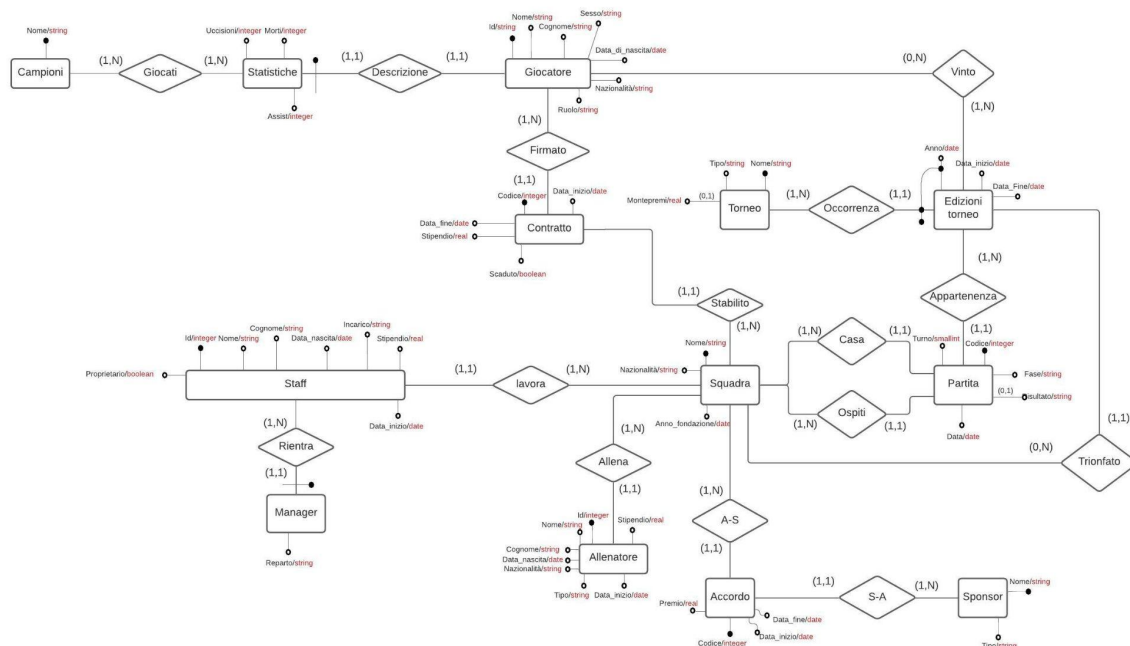 Nome/string
Campioni
(1,N)
Giocati
(1,N)
Uccisioni/integer
Morti/integer
Statistiche
Assist/integer
(1,1)
Descrizione
(1,1)
Id/string
Nome/string
Cognome/string
Sesso/string
Data_di_nascita/date
Giocatore
Nazionalità/string
Ruolo/string
(0,N)
Vinto
(1,N)
(1,N)
Firmato
(1,1)
Codice/integer
Data_inizio/date
Data_fine/date
Stipendio/real
Contratto
Scaduto/boolean
Tipo/string
Nome/string
Montepremi/real
(0,1)
Torneo
(1,N)
Occorrenza
(1,1)
Anno/date
Data_inizio/date
Data_Fine/date
Edizioni
torneo
(1,N)
Appartenenza
(1,1)
(1,1)
Stabilito
(1,N)
Nome/string
Nazionalità/string
Squadra
Anno_fondazione/date
(1,N)
Casa
(1,1)
(1,N)
Ospiti
(1,1)
Turno/smallint
Codice/integer
Fase/string
Partita
(0,1)
isultato/string
Data/date
(1,1)
Trionfato
(0,N)
Id/integer
Nome/string
Cognome/string
Data_nascita/date
Incarico/string
Stipendio/real
Proprietario/boolean
Staff
Data_inizio/date
(1,1)
lavora
(1,N)
(1,N)
Rientra
(1,1)
Manager
Reparto/string
(1,N)
Allena
(1,1)
Id/integer
Nome/string
Stipendio/real
Cognome/string
Data_nascita/date
Nazionalità/string
Allenatore
Tipo/string
Data_inizio/date
(1,N)
A-S
(1,1)
Premio/real
Accordo
Data_fine/date
Data_inizio/date
Codice/integer
(1,1)
S-A
(1,N)
Nome/string
Sponsor
Tipo/string